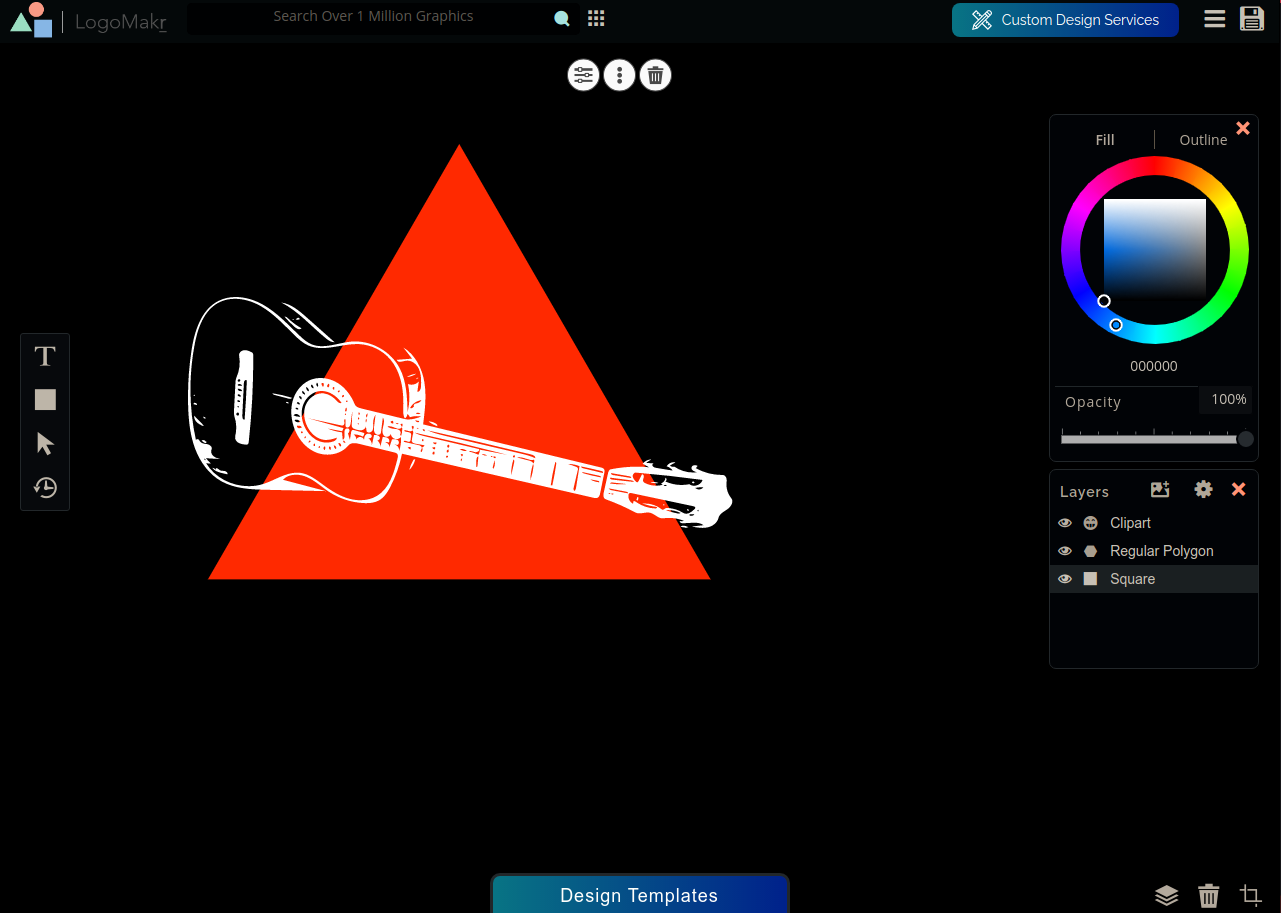 LogoMakr
Search Over 1 Million Graphics
Custom Design Services
Fill
Outline
000000
Opacity
100%
T
Layers
Clipart
Regular Polygon
Square
Design Templates